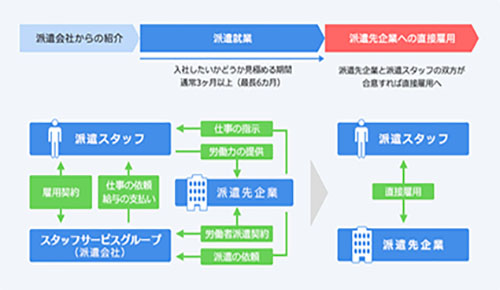 派遣会社からの紹介
派遣就業
派遣先企業への直接雇用
入社したいかどうか見極める期間
通常3ヶ月以上（最長6カ月）
派遣先企業と派遣スタッフの双方が
合意すれば直接雇用へ
派遣スタッフ
仕事の指示
労働力の提供
雇用契約
仕事の依頼
給与の支払い
派遣先企業
スタッフサービスグループ
（派遣会社）
労働者派遣契約
派遣の依頼
派遣スタッフ
直接雇用
派遣先企業